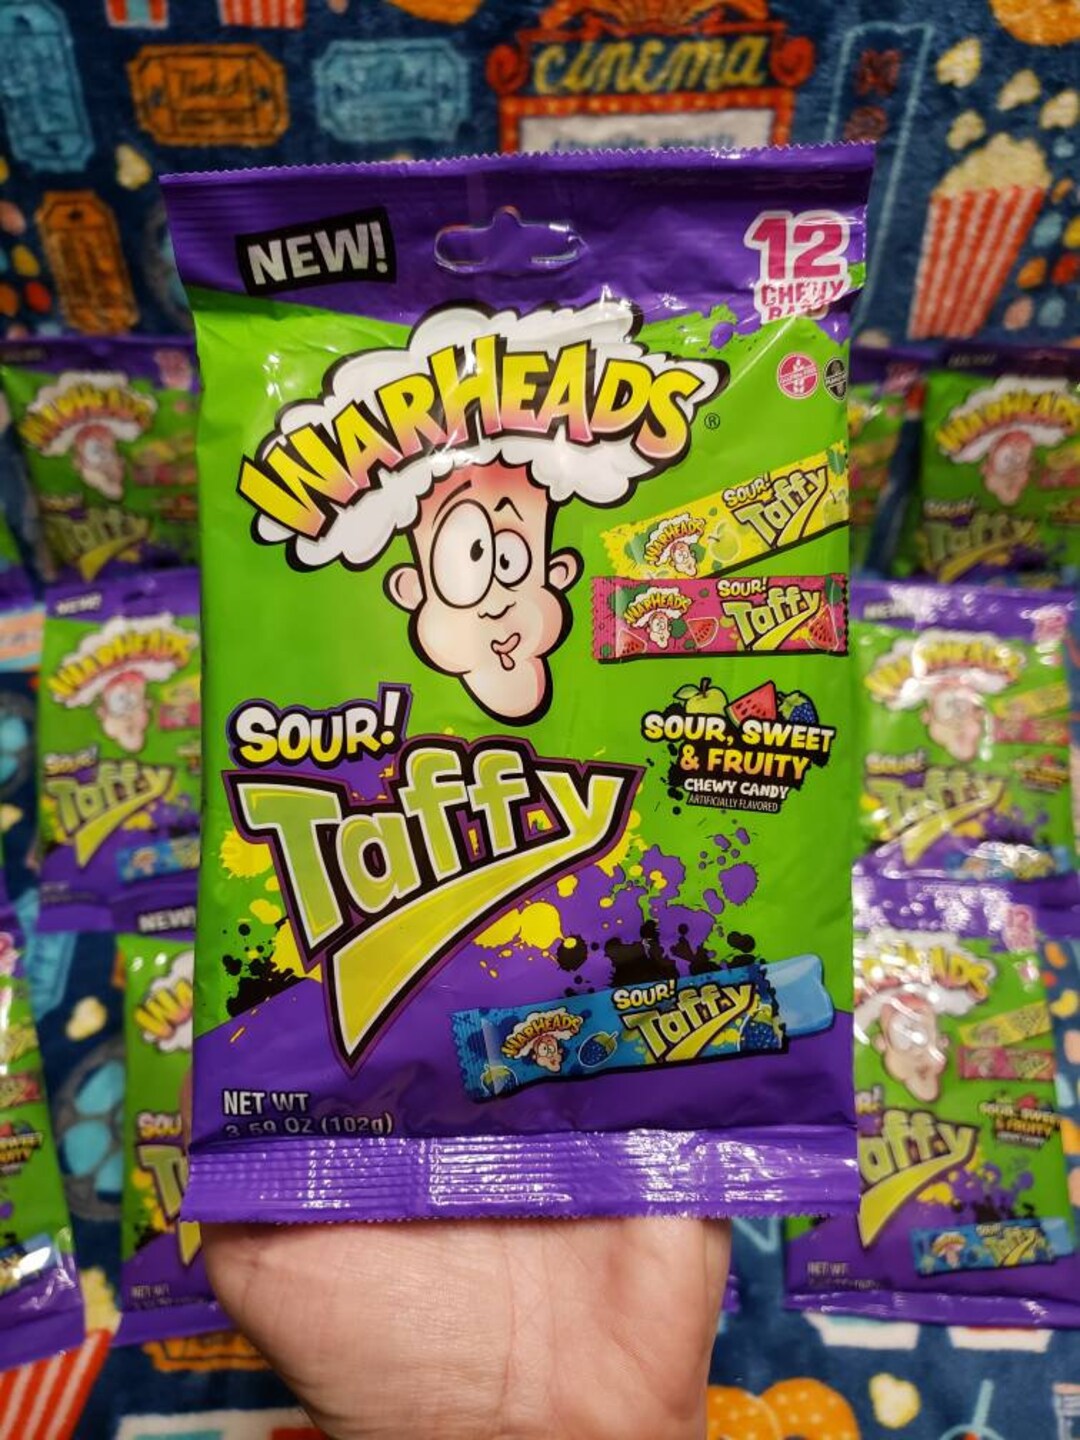 cinema
NEW!
12
CHEWY
BARS
WARHEADS®
SOUR!
Taffy
WARHEADS
SOUR!
Taffy
WARHEADS
SOUR!
Taffy
SOUR, SWEET
& FRUITY
CHEWY CANDY
ARTIFICIALLY FLAVORED
SOUR!
Taffy
WARHEADS
NET WT
3.59 OZ (102g)